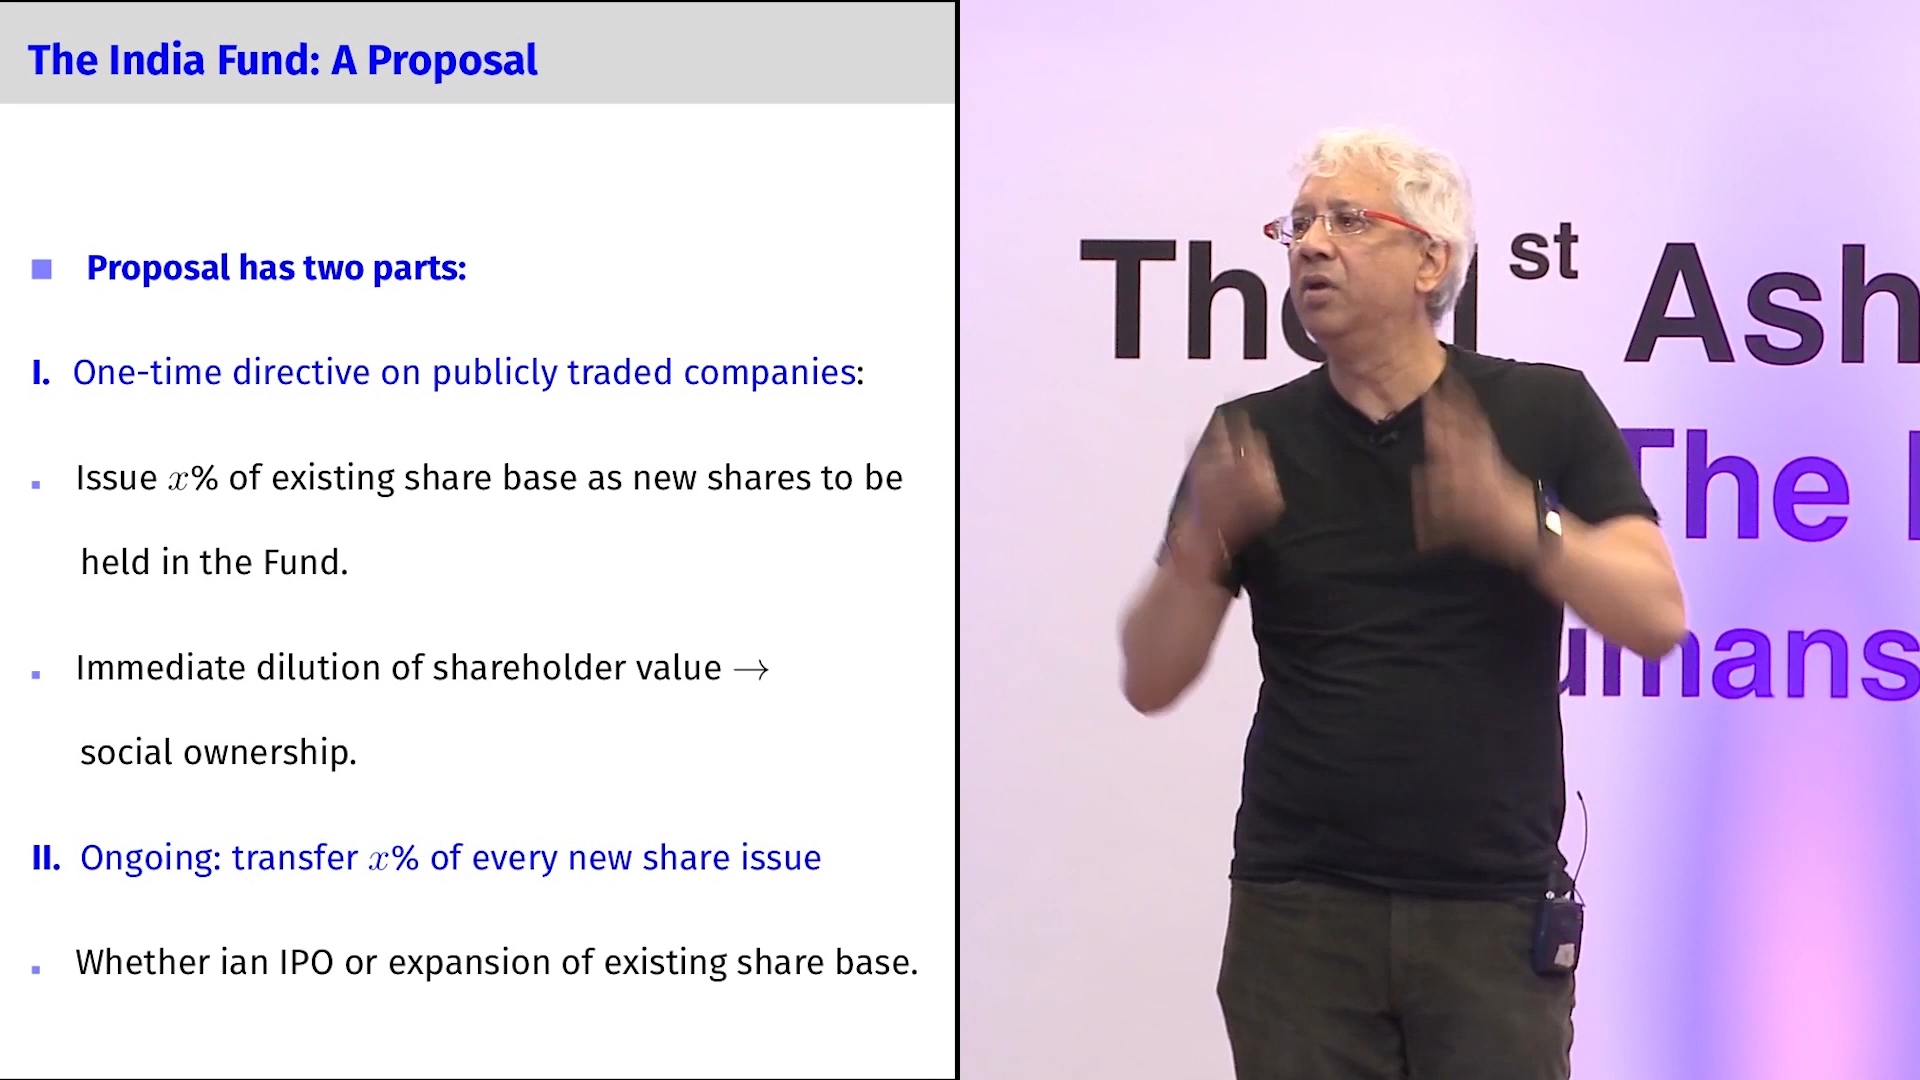 The India Fund: A Proposal
Proposal has two parts:
I. One-time directive on publicly traded companies:
Issue x% of existing share base as new shares to be
held in the Fund.
Immediate dilution of shareholder value →
social ownership.
II. Ongoing: transfer x% of every new share issue
Whether ian IPO or expansion of existing share base.
st Ash
The
umans